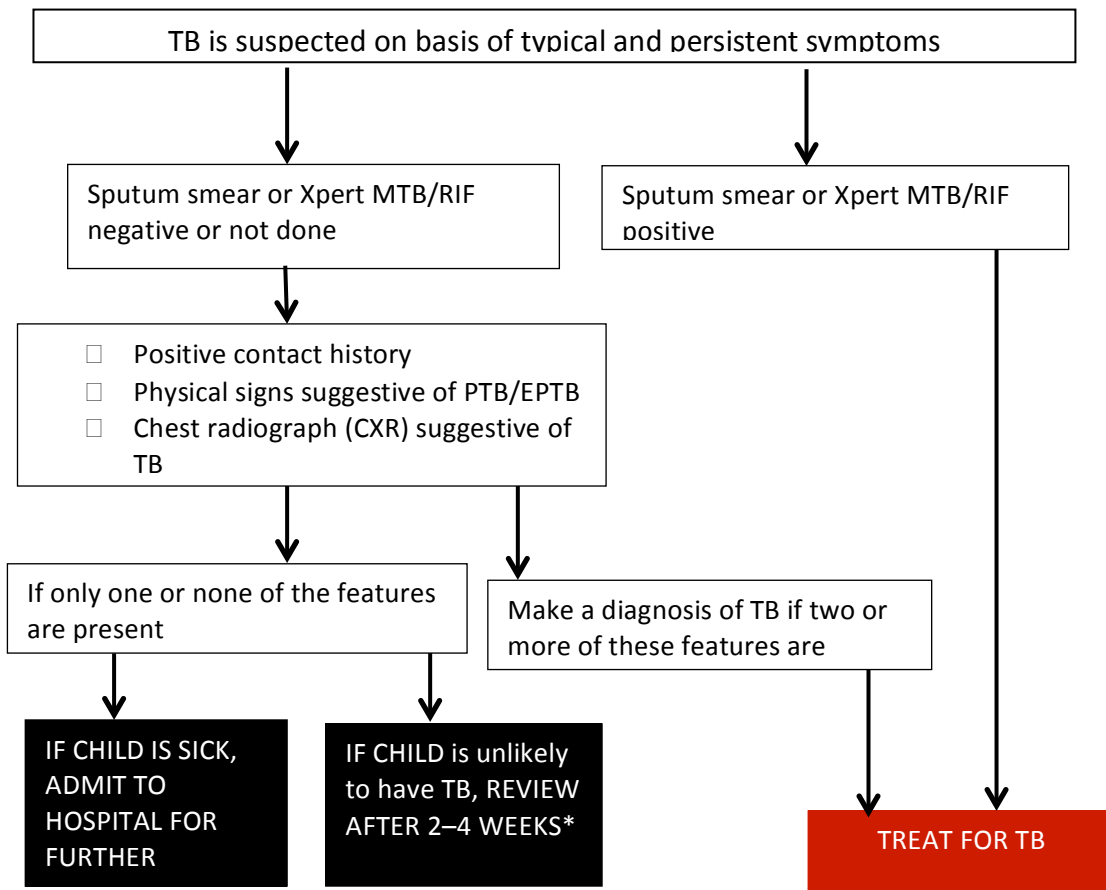 TB is suspected on basis of typical and persistent symptoms
Sputum smear or Xpert MTB/RIF
negative or not done
Sputum smear or Xpert MTB/RIF
positive
Positive contact history
Physical signs suggestive of PTB/EPTB
Chest radiograph (CXR) suggestive of
TB
If only one or none of the features
are present
Make a diagnosis of TB if two or
more of these features are
IF CHILD IS SICK,
ADMIT TO
HOSPITAL FOR
FURTHER
IF CHILD is unlikely
to have TB, REVIEW
AFTER 2–4 WEEKS*
TREAT FOR TB